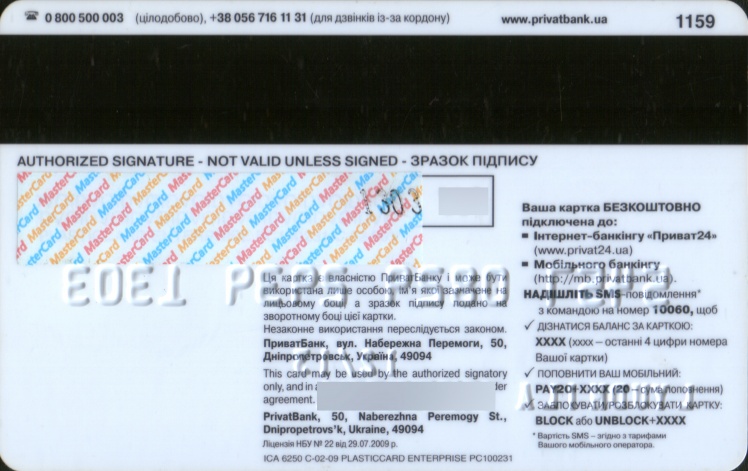 ☎ 0 800 500 003 (цілодобово), +38 056 716 11 31 (для дзвінків із-за кордону) www.privatbank.ua 1159
AUTHORIZED SIGNATURE - NOT VALID UNLESS SIGNED - ЗРАЗОК ПІДПИСУ
MasterCard
Ваша картка БЕЗКОШТОВНО
підключена до:
▪ Інтернет-банкінгу «Приват24»
(www.privat24.ua)
▪ Мобільного банкінгу
(http://mb.privatbank.ua).
НАДІШЛІТЬ SMS-повідомлення*
з командою на номер 10060, щоб
✓ ДІЗНАТИСЯ БАЛАНС ЗА КАРТКОЮ:
XXXX (xxxx – останні 4 цифри номера
Вашої картки)
✓ ПОПОВНИТИ ВАШ МОБІЛЬНИЙ:
PAY20+XXXX (20 – сума поповнення)
✓ ЗАБЛОКУВАТИ/РОЗБЛОКУВАТИ КАРТКУ:
BLOCK або UNBLOCK+XXXX
* Вартість SMS – згідно з тарифами
Вашого мобільного оператора.
Ця картка є власністю ПриватБанку і може бути
використана лише особою, ім'я якої зазначене на
лицьовому боці а зразок підпису подано на
зворотному боці цієї картки.
Незаконне використання переслідується законом.
ПриватБанк, вул. Набережна Перемоги, 50,
Дніпропетровськ, Україна, 49094
This card may be used by the authorized signatory
only, and in
agreement.
PrivatBank, 50, Naberezhna Peremogy St.,
Dnipropetrovs'k, Ukraine, 49094
Ліцензія НБУ № 22 від 29.07.2009 р.
ICA 6250 C-02-09 PLASTICCARD ENTERPRISE PC100231